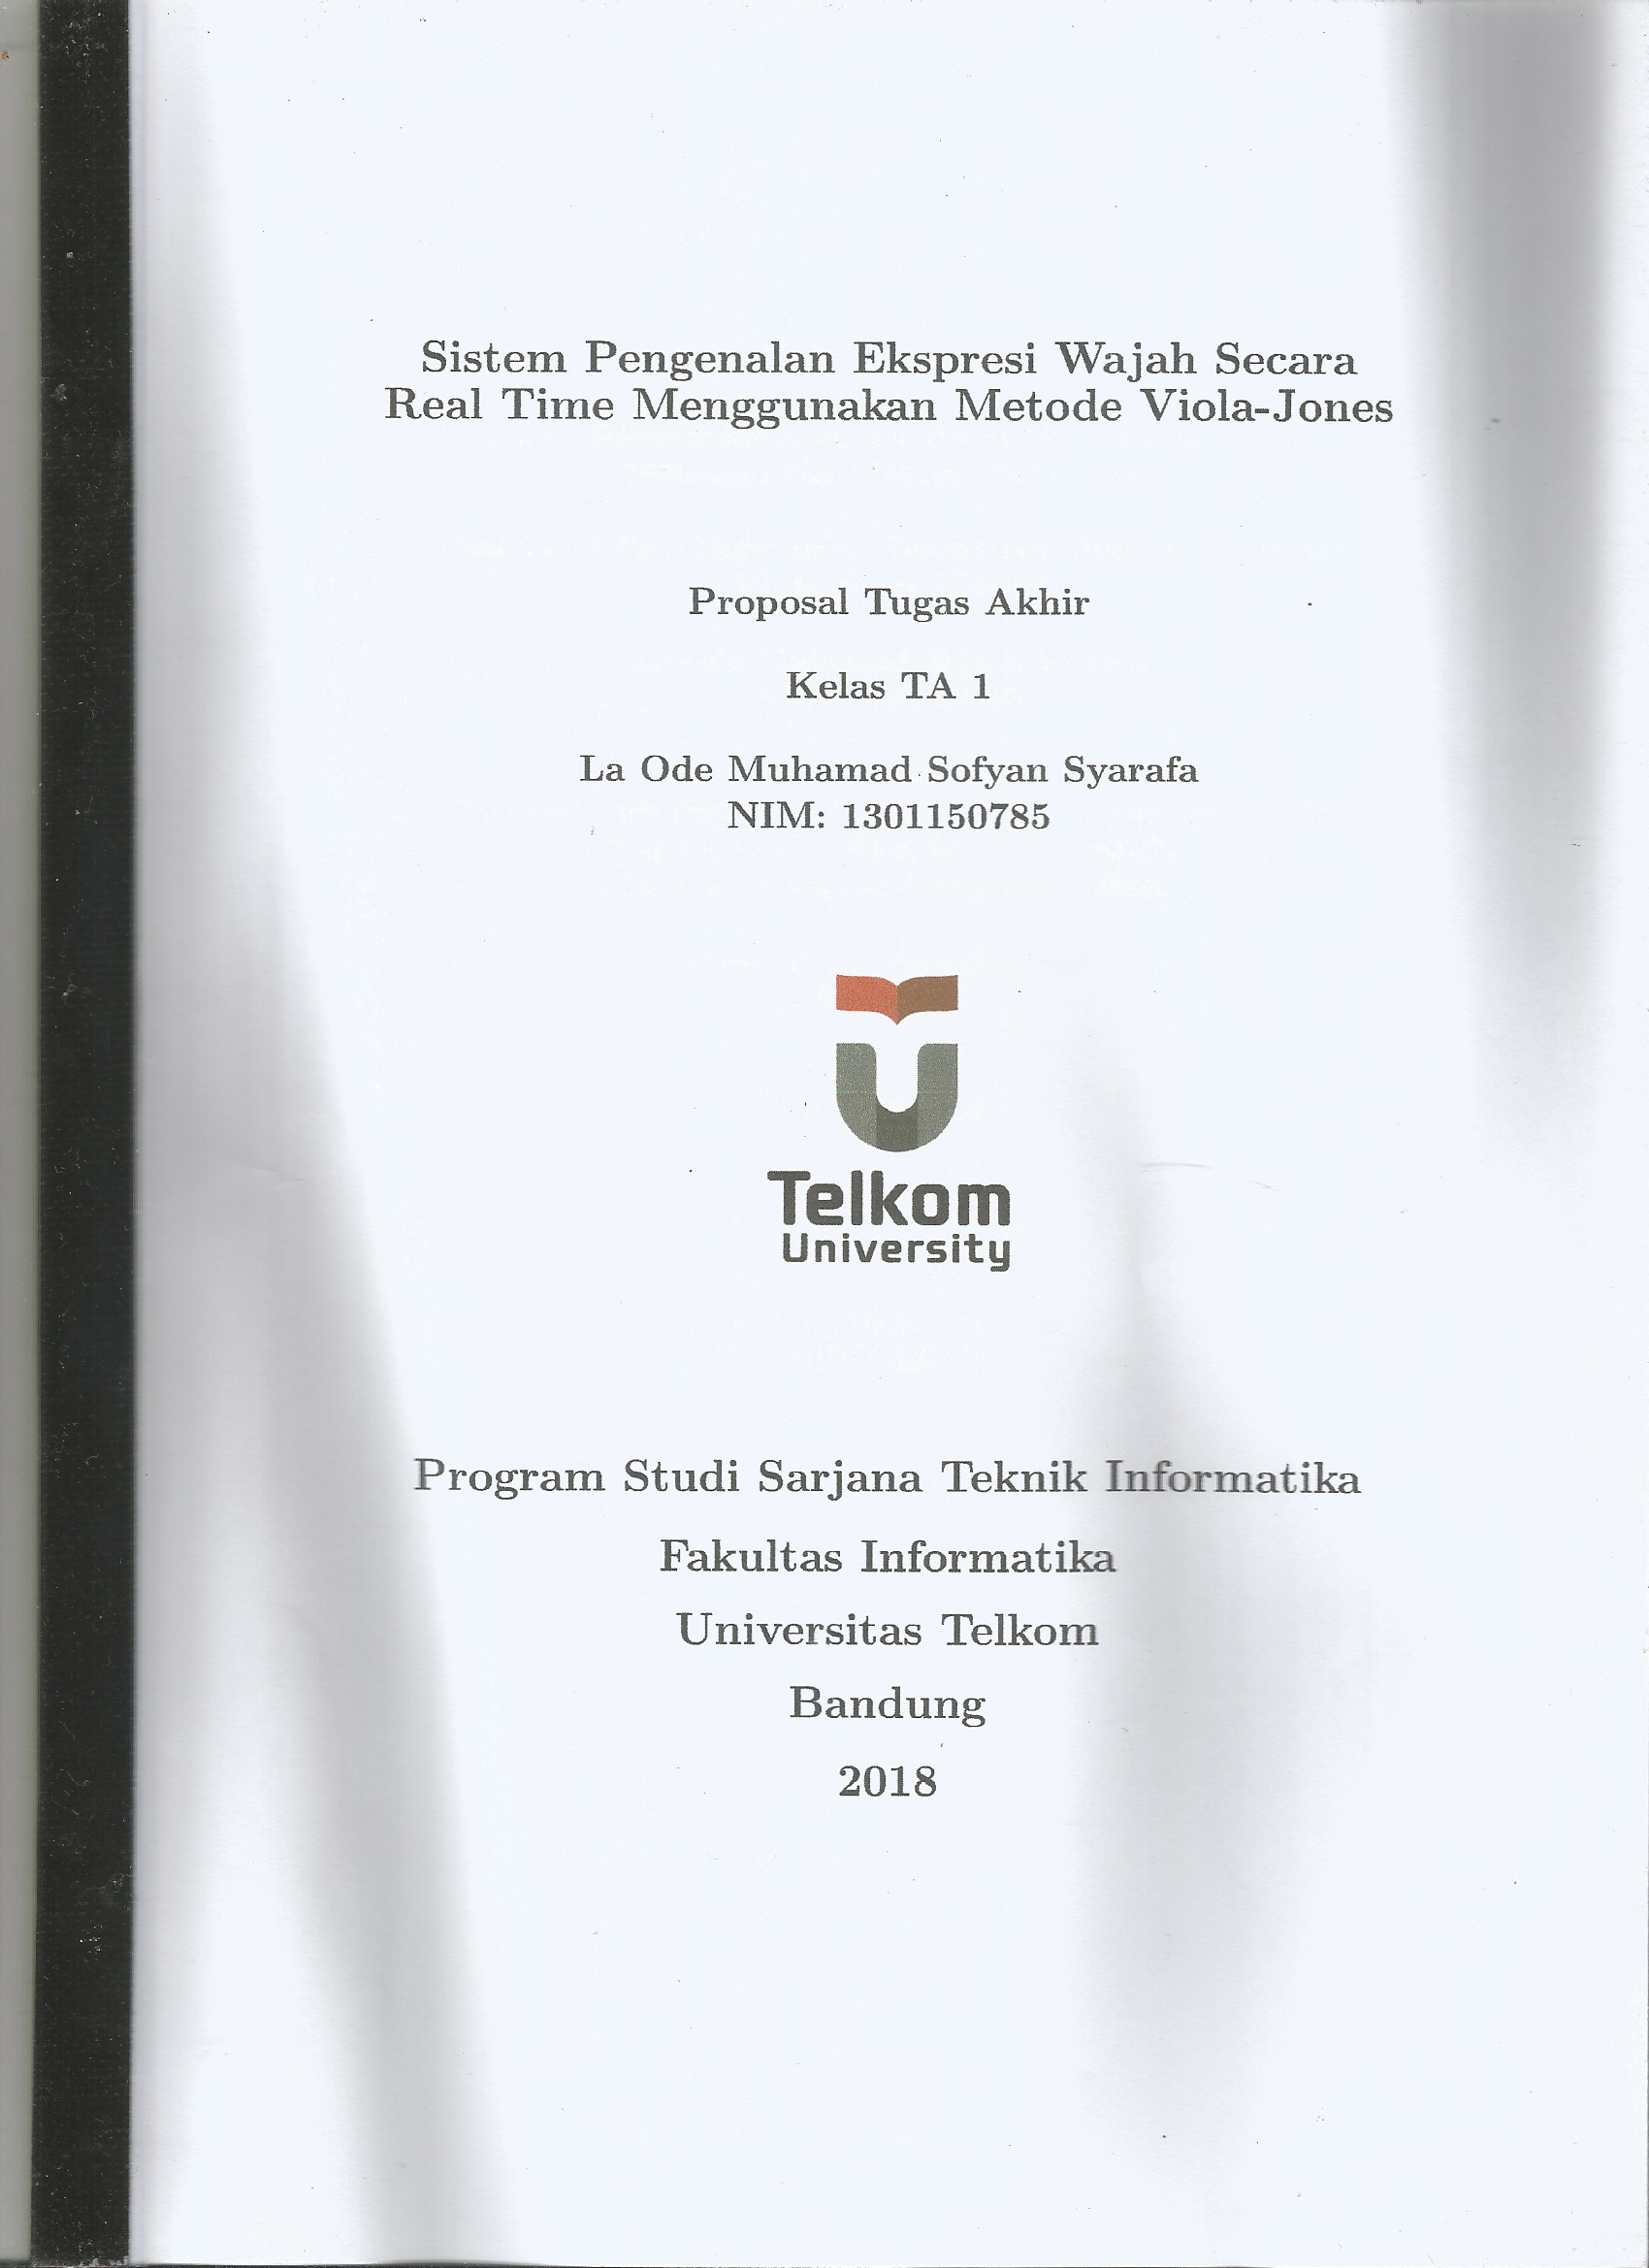 Sistem Pengenalan Ekspresi Wajah Secara
Real Time Menggunakan Metode Viola-Jones
Proposal Tugas Akhir
Kelas TA 1
La Ode Muhamad Sofyan Syarafa
NIM: 1301150785
Telkom
University
Program Studi Sarjana Teknik Informatika
Fakultas Informatika
Universitas Telkom
Bandung
2018